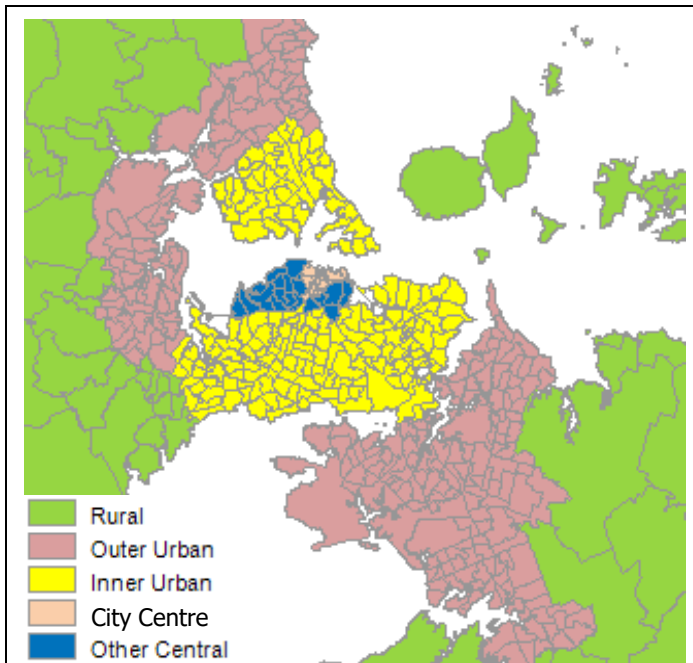 Rural
Outer Urban
Inner Urban
City Centre
Other Central